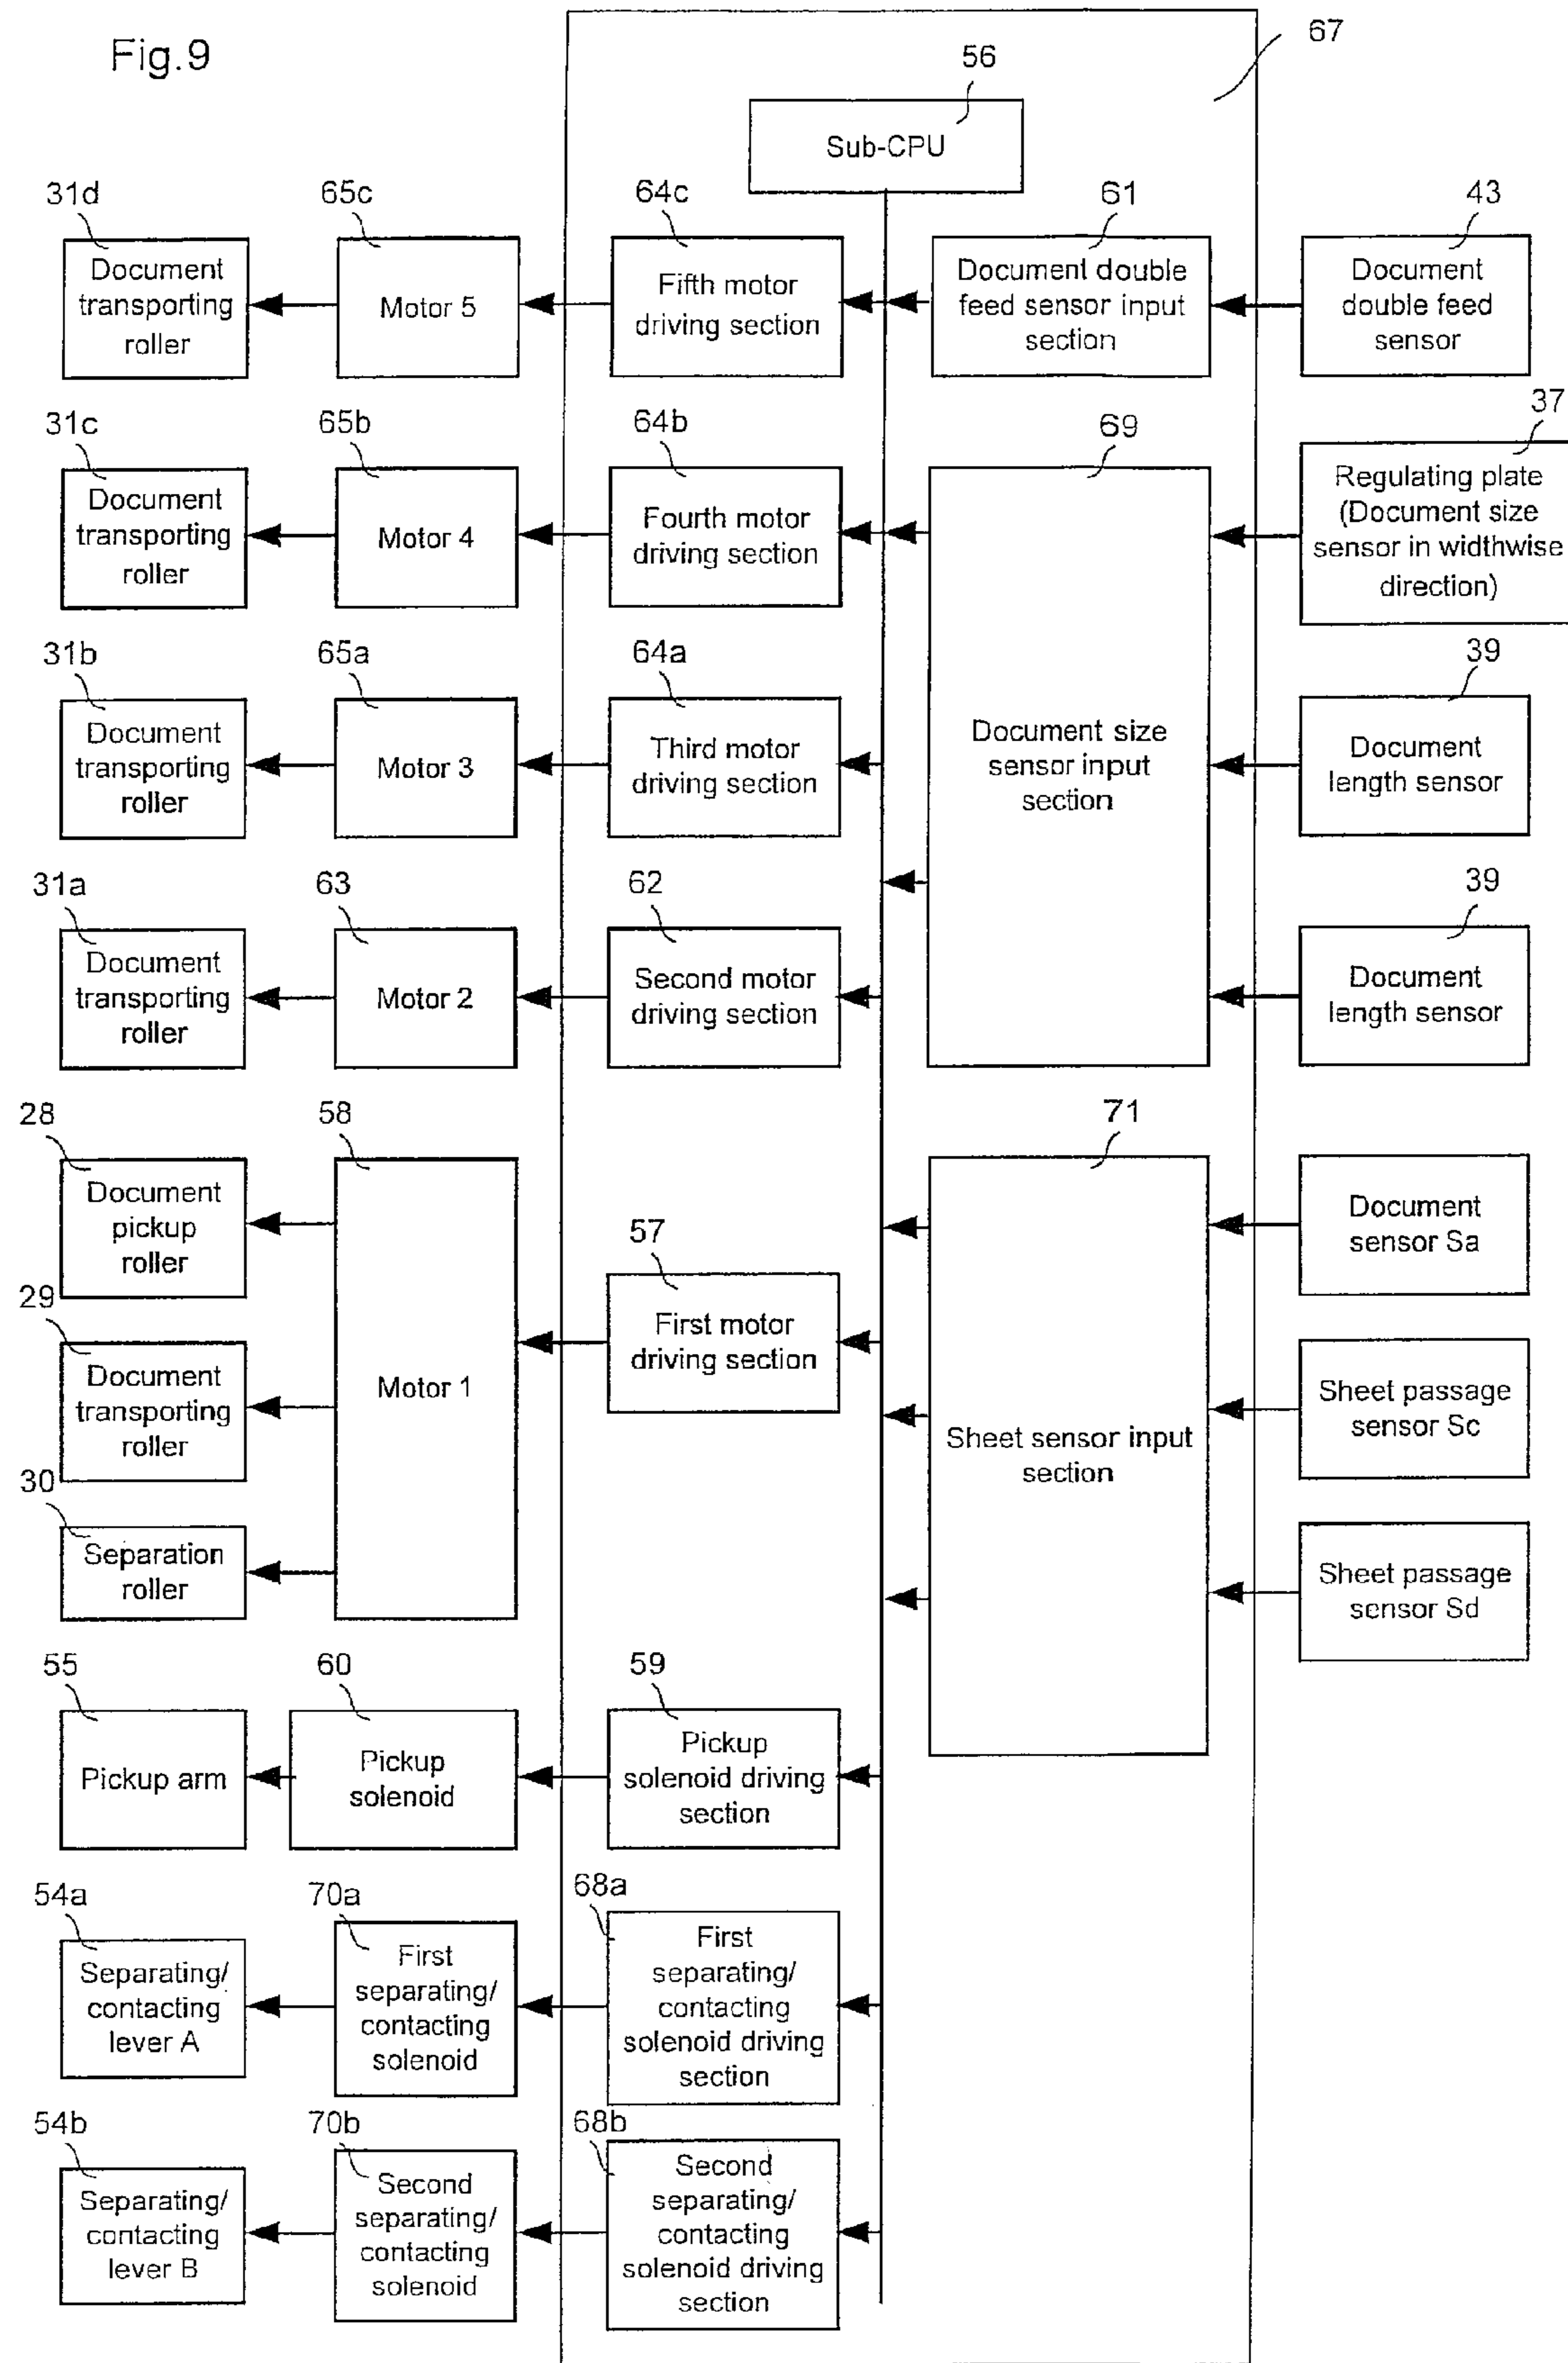 Fig.9
67
56
Sub-CPU
31d
65c
64c
61
43
Document
transporting
roller
Motor 5
Fifth motor
driving section
Document double
feed sensor input
section
Document
double feed
sensor
31c
65b
64b
69
37
Document
transporting
roller
Motor 4
Fourth motor
driving section
Regulating plate
(Document size
sensor in widthwise
direction)
31b
65a
64a
39
Document
transporting
roller
Motor 3
Third motor
driving section
Document size
sensor input
section
Document
length sensor
31a
63
62
39
Document
transporting
roller
Motor 2
Second motor
driving section
Document
length sensor
28
58
71
Document
pickup
roller
Document
sensor Sa
57
29
First motor
driving section
Document
transporting
roller
Motor 1
Sheet sensor input
section
Sheet passage
sensor Sc
30
Separation
roller
Sheet passage
sensor Sd
55
60
59
Pickup arm
Pickup
solenoid
Pickup
solenoid driving
section
54a
70a
68a
Separating/
contacting
lever A
First
separating/
contacting
solenoid
First
separating/
contacting
solenoid driving
section
54b
70b
68b
Separating/
contacting
lever B
Second
separating/
contacting
solenoid
Second
separating/
contacting
solenoid driving
section